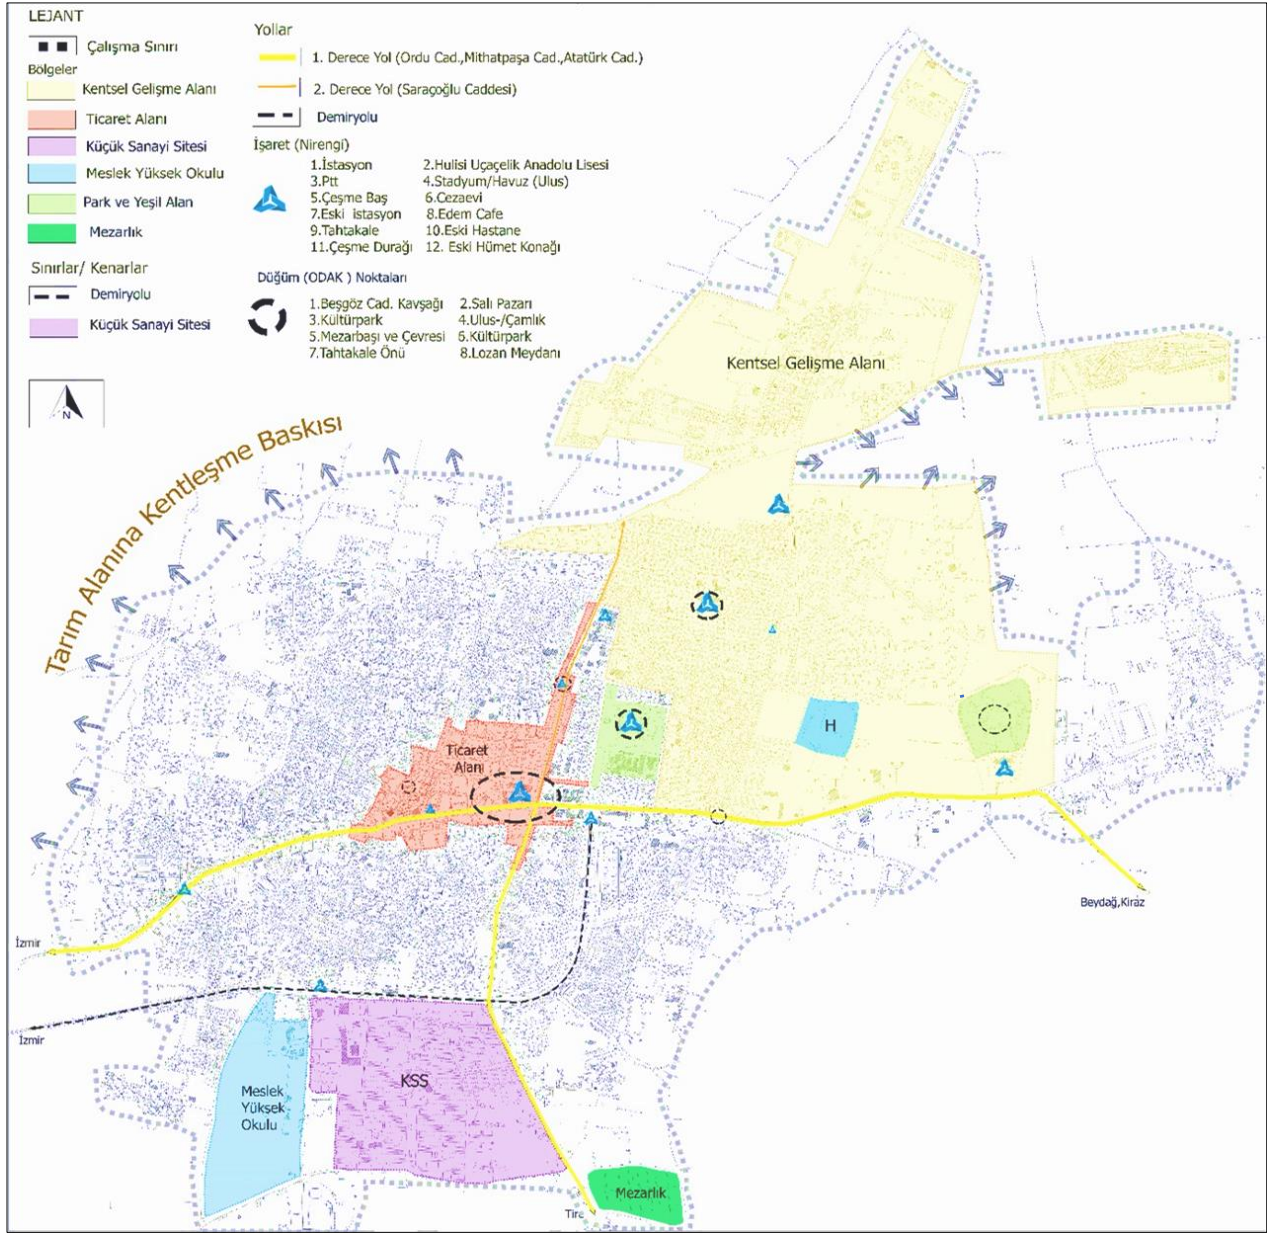 LEJANT
Çalışma Sınırı
Bölgeler
Kentsel Gelişme Alanı
Ticaret Alanı
Küçük Sanayi Sitesi
Meslek Yüksek Okulu
Park ve Yeşil Alan
Mezarlık
Sınırlar/ Kenarlar
Demiryolu
Küçük Sanayi Sitesi
N
Yollar
1. Derece Yol (Ordu Cad.,Mithatpaşa Cad.,Atatürk Cad.)
2. Derece Yol (Saraçoğlu Caddesi)
Demiryolu
İşaret (Nirengi)
1.İstasyon 2.Hulisi Uçaçelik Anadolu Lisesi
3.Ptt 4.Stadyum/Havuz (Ulus)
5.Çeşme Baş 6.Cezaevi
7.Eski istasyon 8.Edem Cafe
9.Tahtakale 10.Eski Hastane
11.Çeşme Durağı 12. Eski Hümet Konağı
Düğüm (ODAK ) Noktaları
1.Beşgöz Cad. Kavşağı 2.Salı Pazarı
3.Kültürpark 4.Ulus-/Çamlık
5.Mezarbaşı ve Çevresi 6.Kültürpark
7.Tahtakale Önü 8.Lozan Meydanı
Tarım Alanına Kentleşme Baskısı
Kentsel Gelişme Alanı
Ticaret
Alanı
H
Beydağ,Kiraz
İzmir
İzmir
Meslek
Yüksek
Okulu
KSS
Mezarlık
Tire